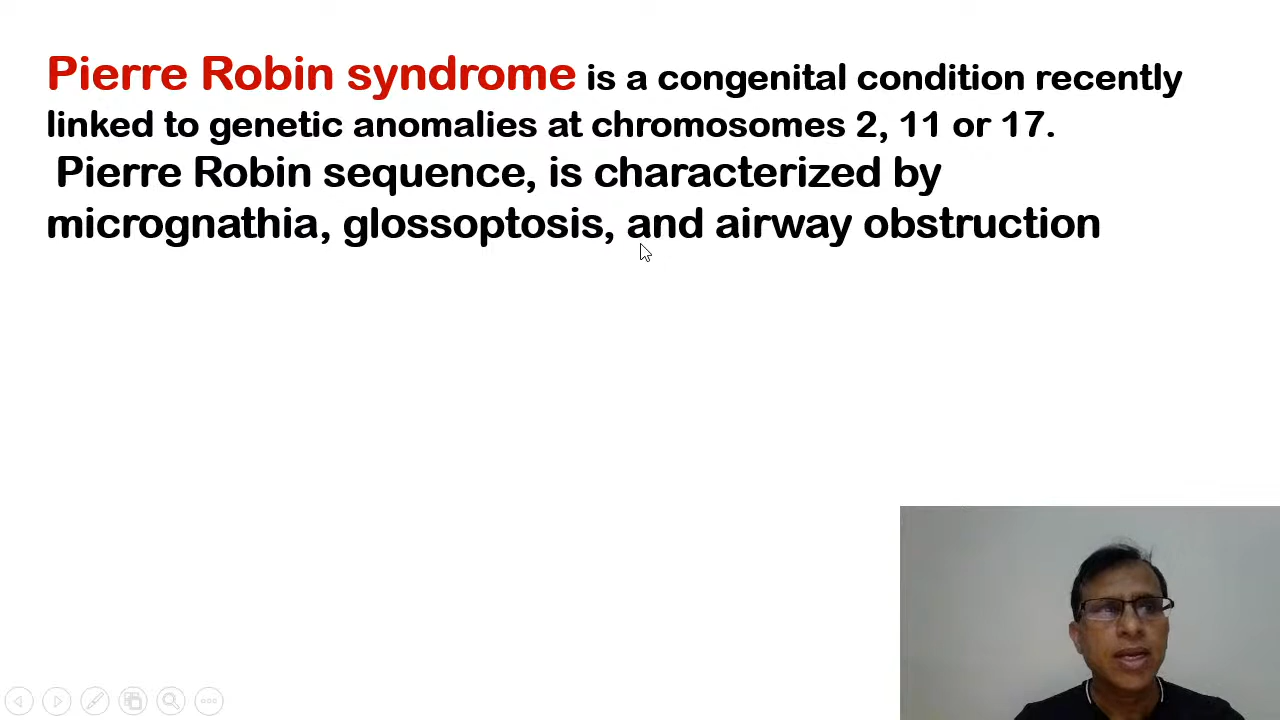 Pierre Robin syndrome is a congenital condition recently
linked to genetic anomalies at chromosomes 2, 11 or 17.
Pierre Robin sequence, is characterized by
micrognathia, glossoptosis, and airway obstruction